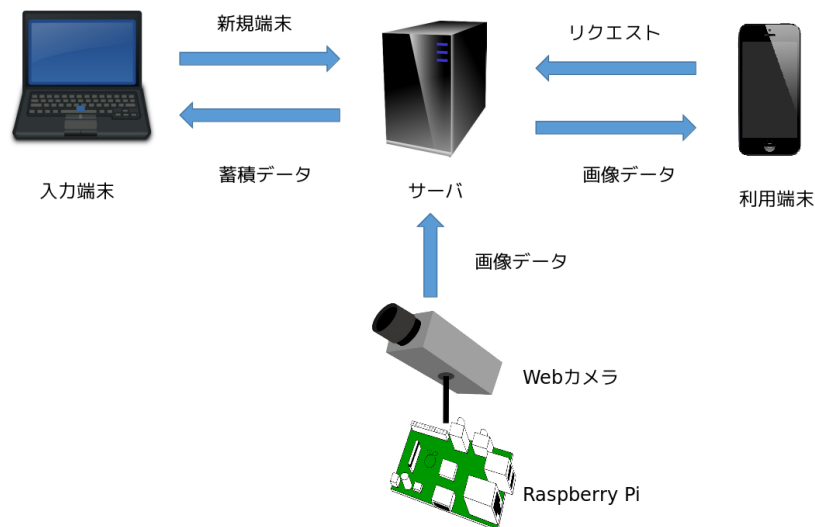 新規端末
リクエスト
蓄積データ
画像データ
入力端末
サーバ
利用端末
画像データ
Webカメラ
Raspberry Pi